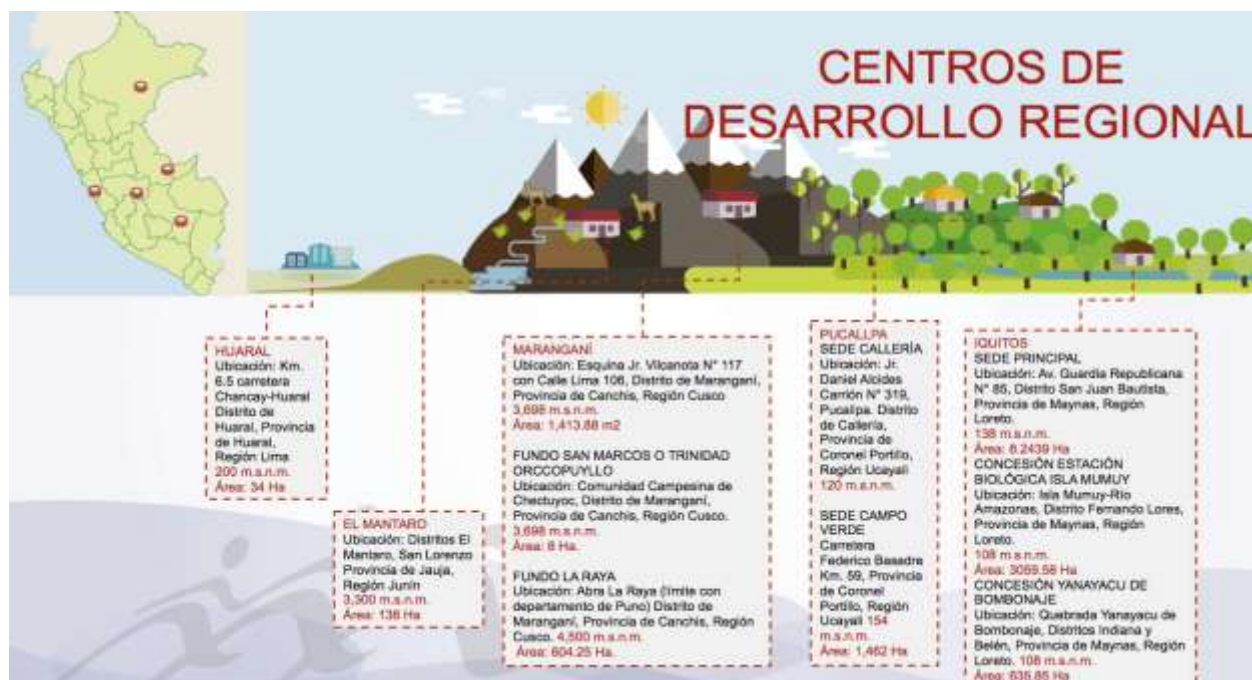 CENTROS DE
DESARROLLO REGIONAL
HUARAL
Ubicación: Km.
6.5 carretera
Chancay-Huaral
Distrito de
Huaral, Provincia
de Huaral,
Región Lima
200 m.s.n.m.
Área: 34 Ha
EL MANTARO
Ubicación: Distritos El
Mantaro, San Lorenzo
Provincia de Jauja,
Región Junín
3,300 m.s.n.m.
Área: 136 Ha
MARANGANÍ
Ubicación: Esquina Jr. Vilcanota N° 117
con Calle Lima 106, Distrito de Maranganí,
Provincia de Canchis, Región Cusco
3,698 m.s.n.m.
Área: 1,413.88 m2
FUNDO SAN MARCOS O TRINIDAD
ORCCOPUYLLO
Ubicación: Comunidad Campesina de
Chectuyoc, Distrito de Maranganí,
Provincia de Canchis, Región Cusco.
3,698 m.s.n.m.
Área: 8 Ha.
FUNDO LA RAYA
Ubicación: Abra La Raya (límite con
departamento de Puno) Distrito de
Maranganí, Provincia de Canchis, Región
Cusco. 4,500 m.s.n.m.
Área: 604.25 Ha.
PUCALLPA
SEDE CALLERÍA
Ubicación: Jr.
Daniel Alcides
Carrión N° 319,
Pucallpa. Distrito
de Callería,
Provincia de
Coronel Portillo,
Región Ucayali
120 m.s.n.m.
SEDE CAMPO
VERDE
Carretera
Federico Basadre
Km. 59, Provincia
de Coronel
Portillo, Región
Ucayali 154
m.s.n.m.
Área: 1,462 Ha
IQUITOS
SEDE PRINCIPAL
Ubicación: Av. Guardia Republicana
N° 85, Distrito San Juan Bautista,
Provincia de Maynas, Región
Loreto.
138 m.s.n.m.
Área: 8.2439 Ha
CONCESIÓN ESTACIÓN
BIOLÓGICA ISLA MUMUY
Ubicación: Isla Mumuy-Río
Amazonas, Distrito Fernando Lores,
Provincia de Maynas, Región
Loreto.
108 m.s.n.m.
Área: 3059.58 Ha
CONCESIÓN YANAYACU DE
BOMBONAJE
Ubicación: Quebrada Yanayacu de
Bombonaje, Distritos Indiana y
Belén, Provincia de Maynas, Región
Loreto. 108 m.s.n.m.
Área: 635.85 Ha